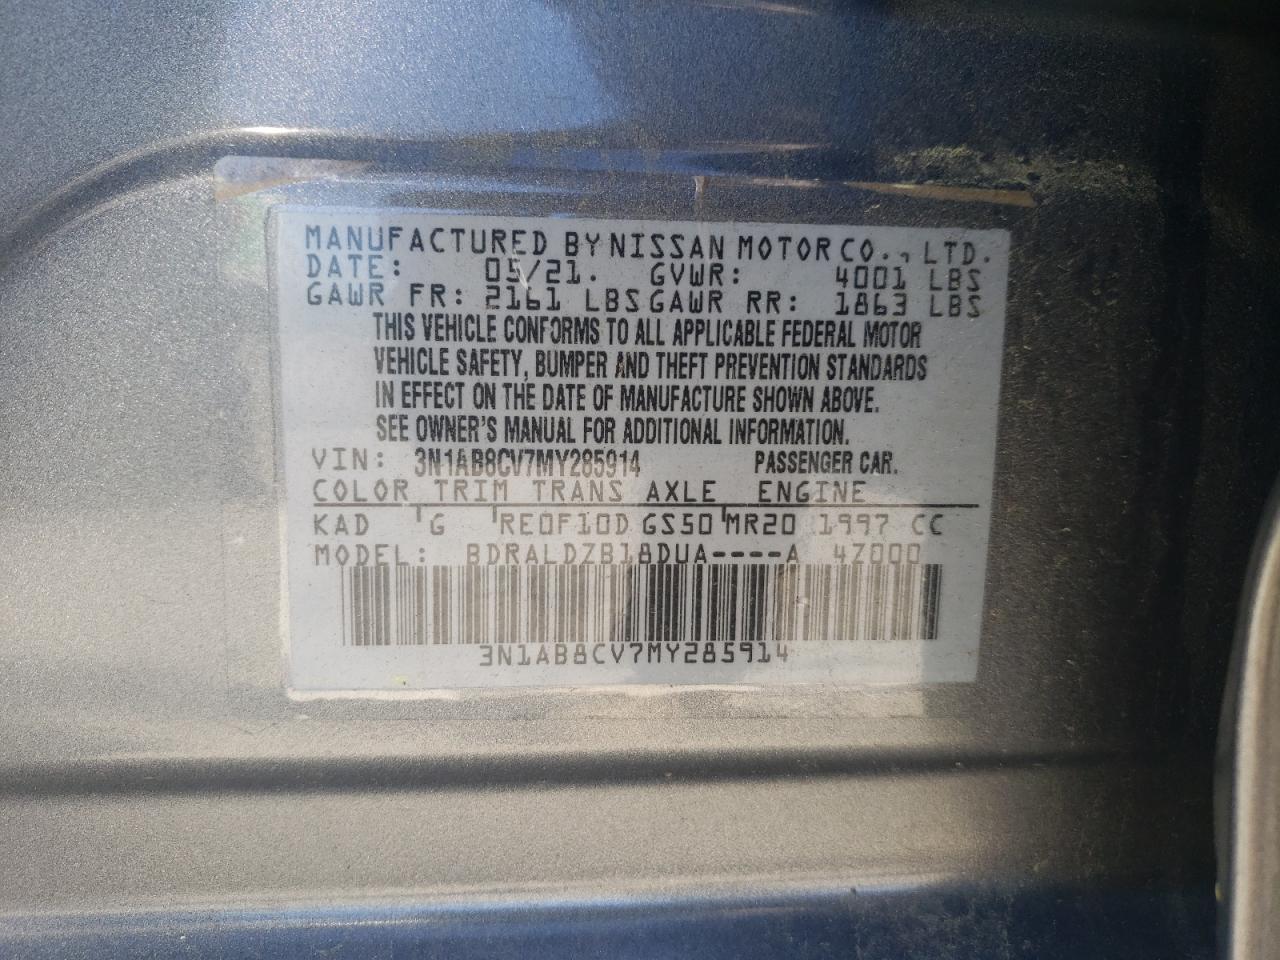 MANUFACTURED BY NISSAN MOTOR CO., LTD.
DATE: 05/21. GVWR: 4001 LBS
GAWR FR: 2161 LBS GAWR RR: 1863 LBS
THIS VEHICLE CONFORMS TO ALL APPLICABLE FEDERAL MOTOR
VEHICLE SAFETY, BUMPER AND THEFT PREVENTION STANDARDS
IN EFFECT ON THE DATE OF MANUFACTURE SHOWN ABOVE.
SEE OWNER'S MANUAL FOR ADDITIONAL INFORMATION.
VIN: 3N1AB8CV7MY285914 PASSENGER CAR.
COLOR TRIM TRANS AXLE ENGINE
KAD G RE0F10D GS50 MR20 1997 CC
MODEL: BDRALDZB18DUA----A 4Z000
3N1AB8CV7MY285914